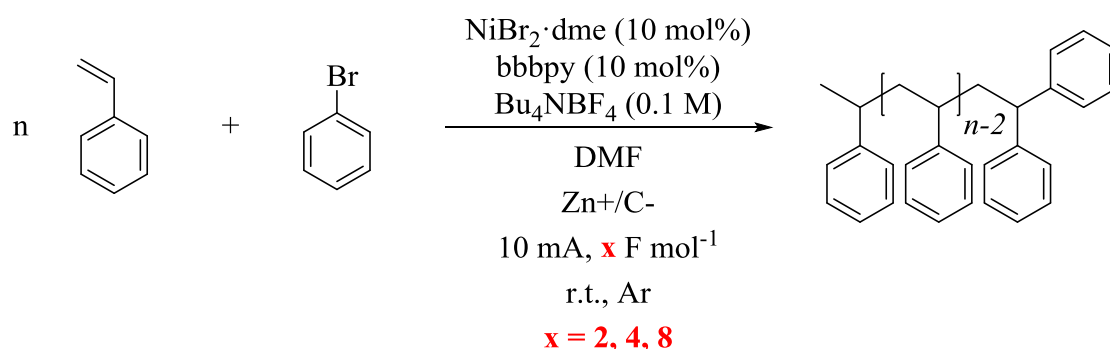 NiBr₂·dme (10 mol%)
bbbpy (10 mol%)
Bu₄NBF₄ (0.1 M)
n
+
Br
DMF
Zn+/C-
10 mA, x F mol⁻¹
r.t., Ar
x = 2, 4, 8
n-2